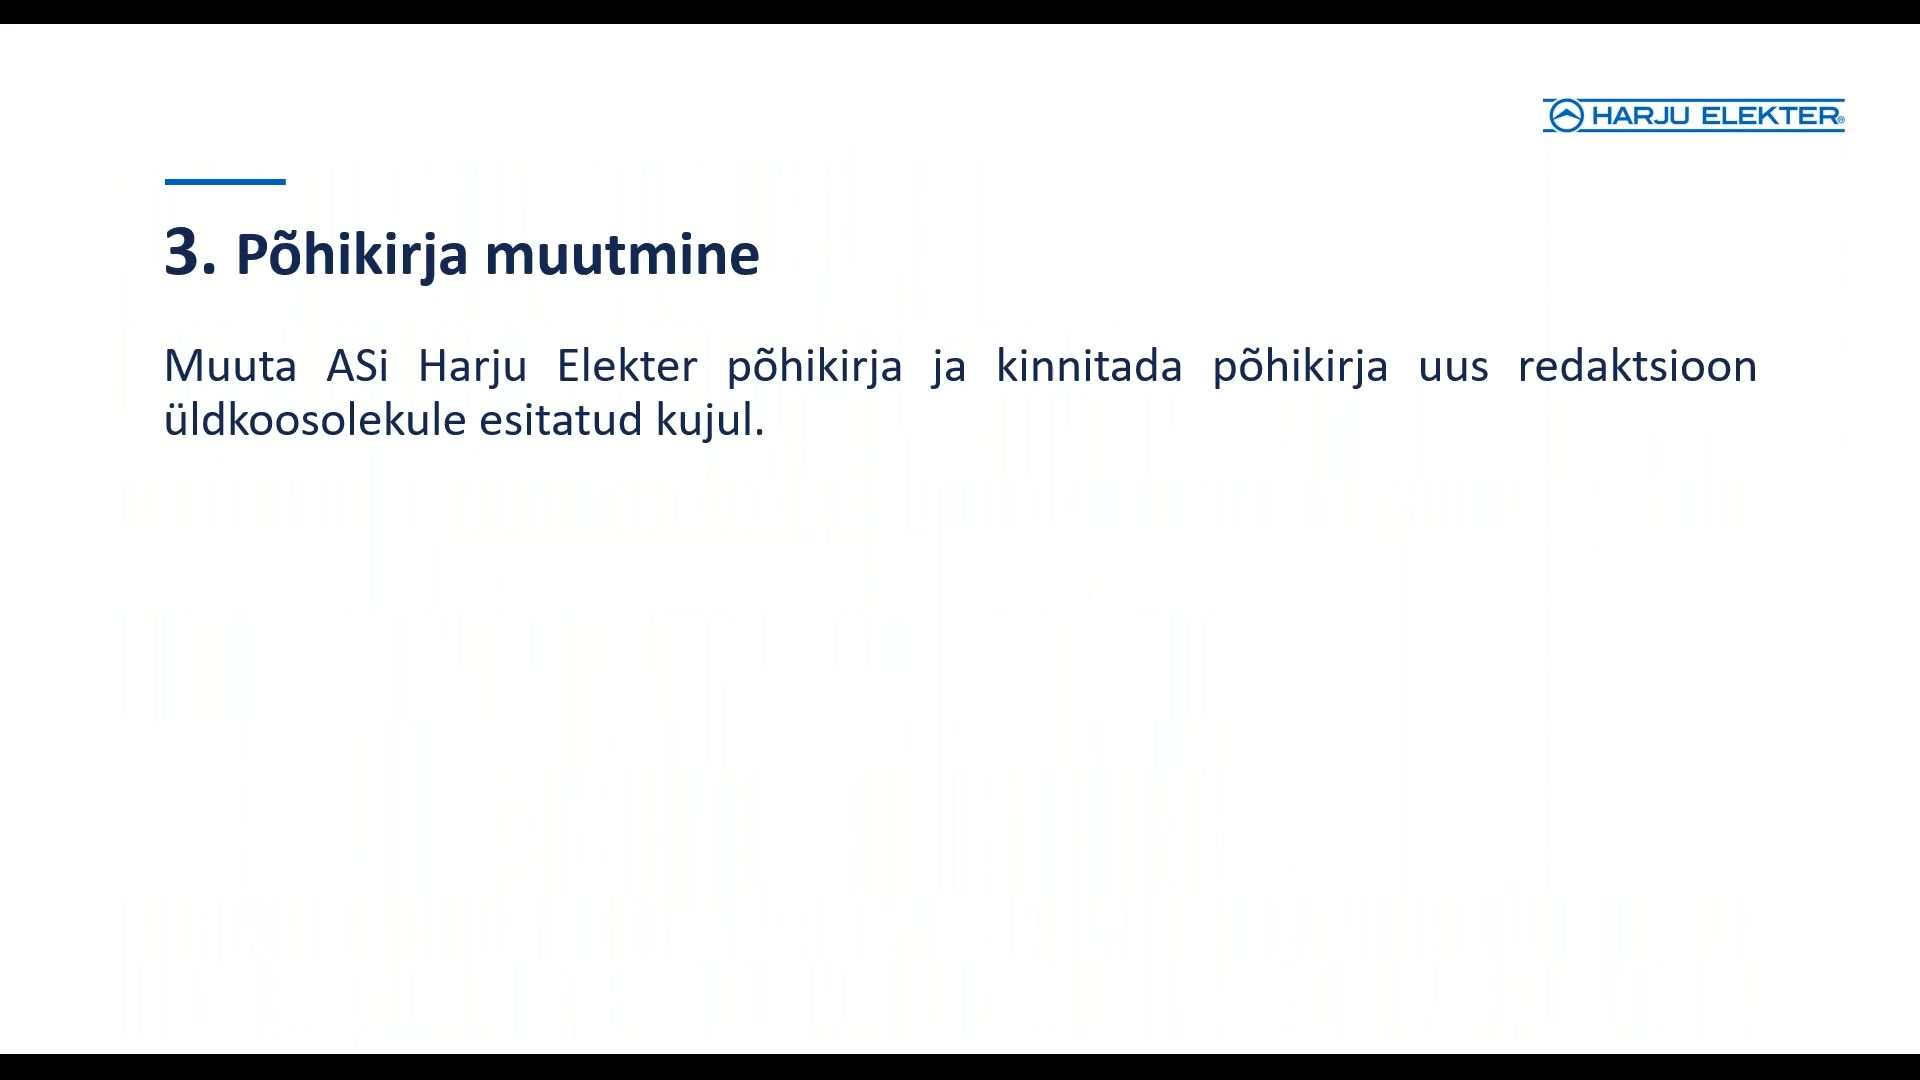 HARJU ELEKTER®
3. Põhikirja muutmine
Muuta ASi Harju Elekter põhikirja ja kinnitada põhikirja uus redaktsioon
üldkoosolekule esitatud kujul.